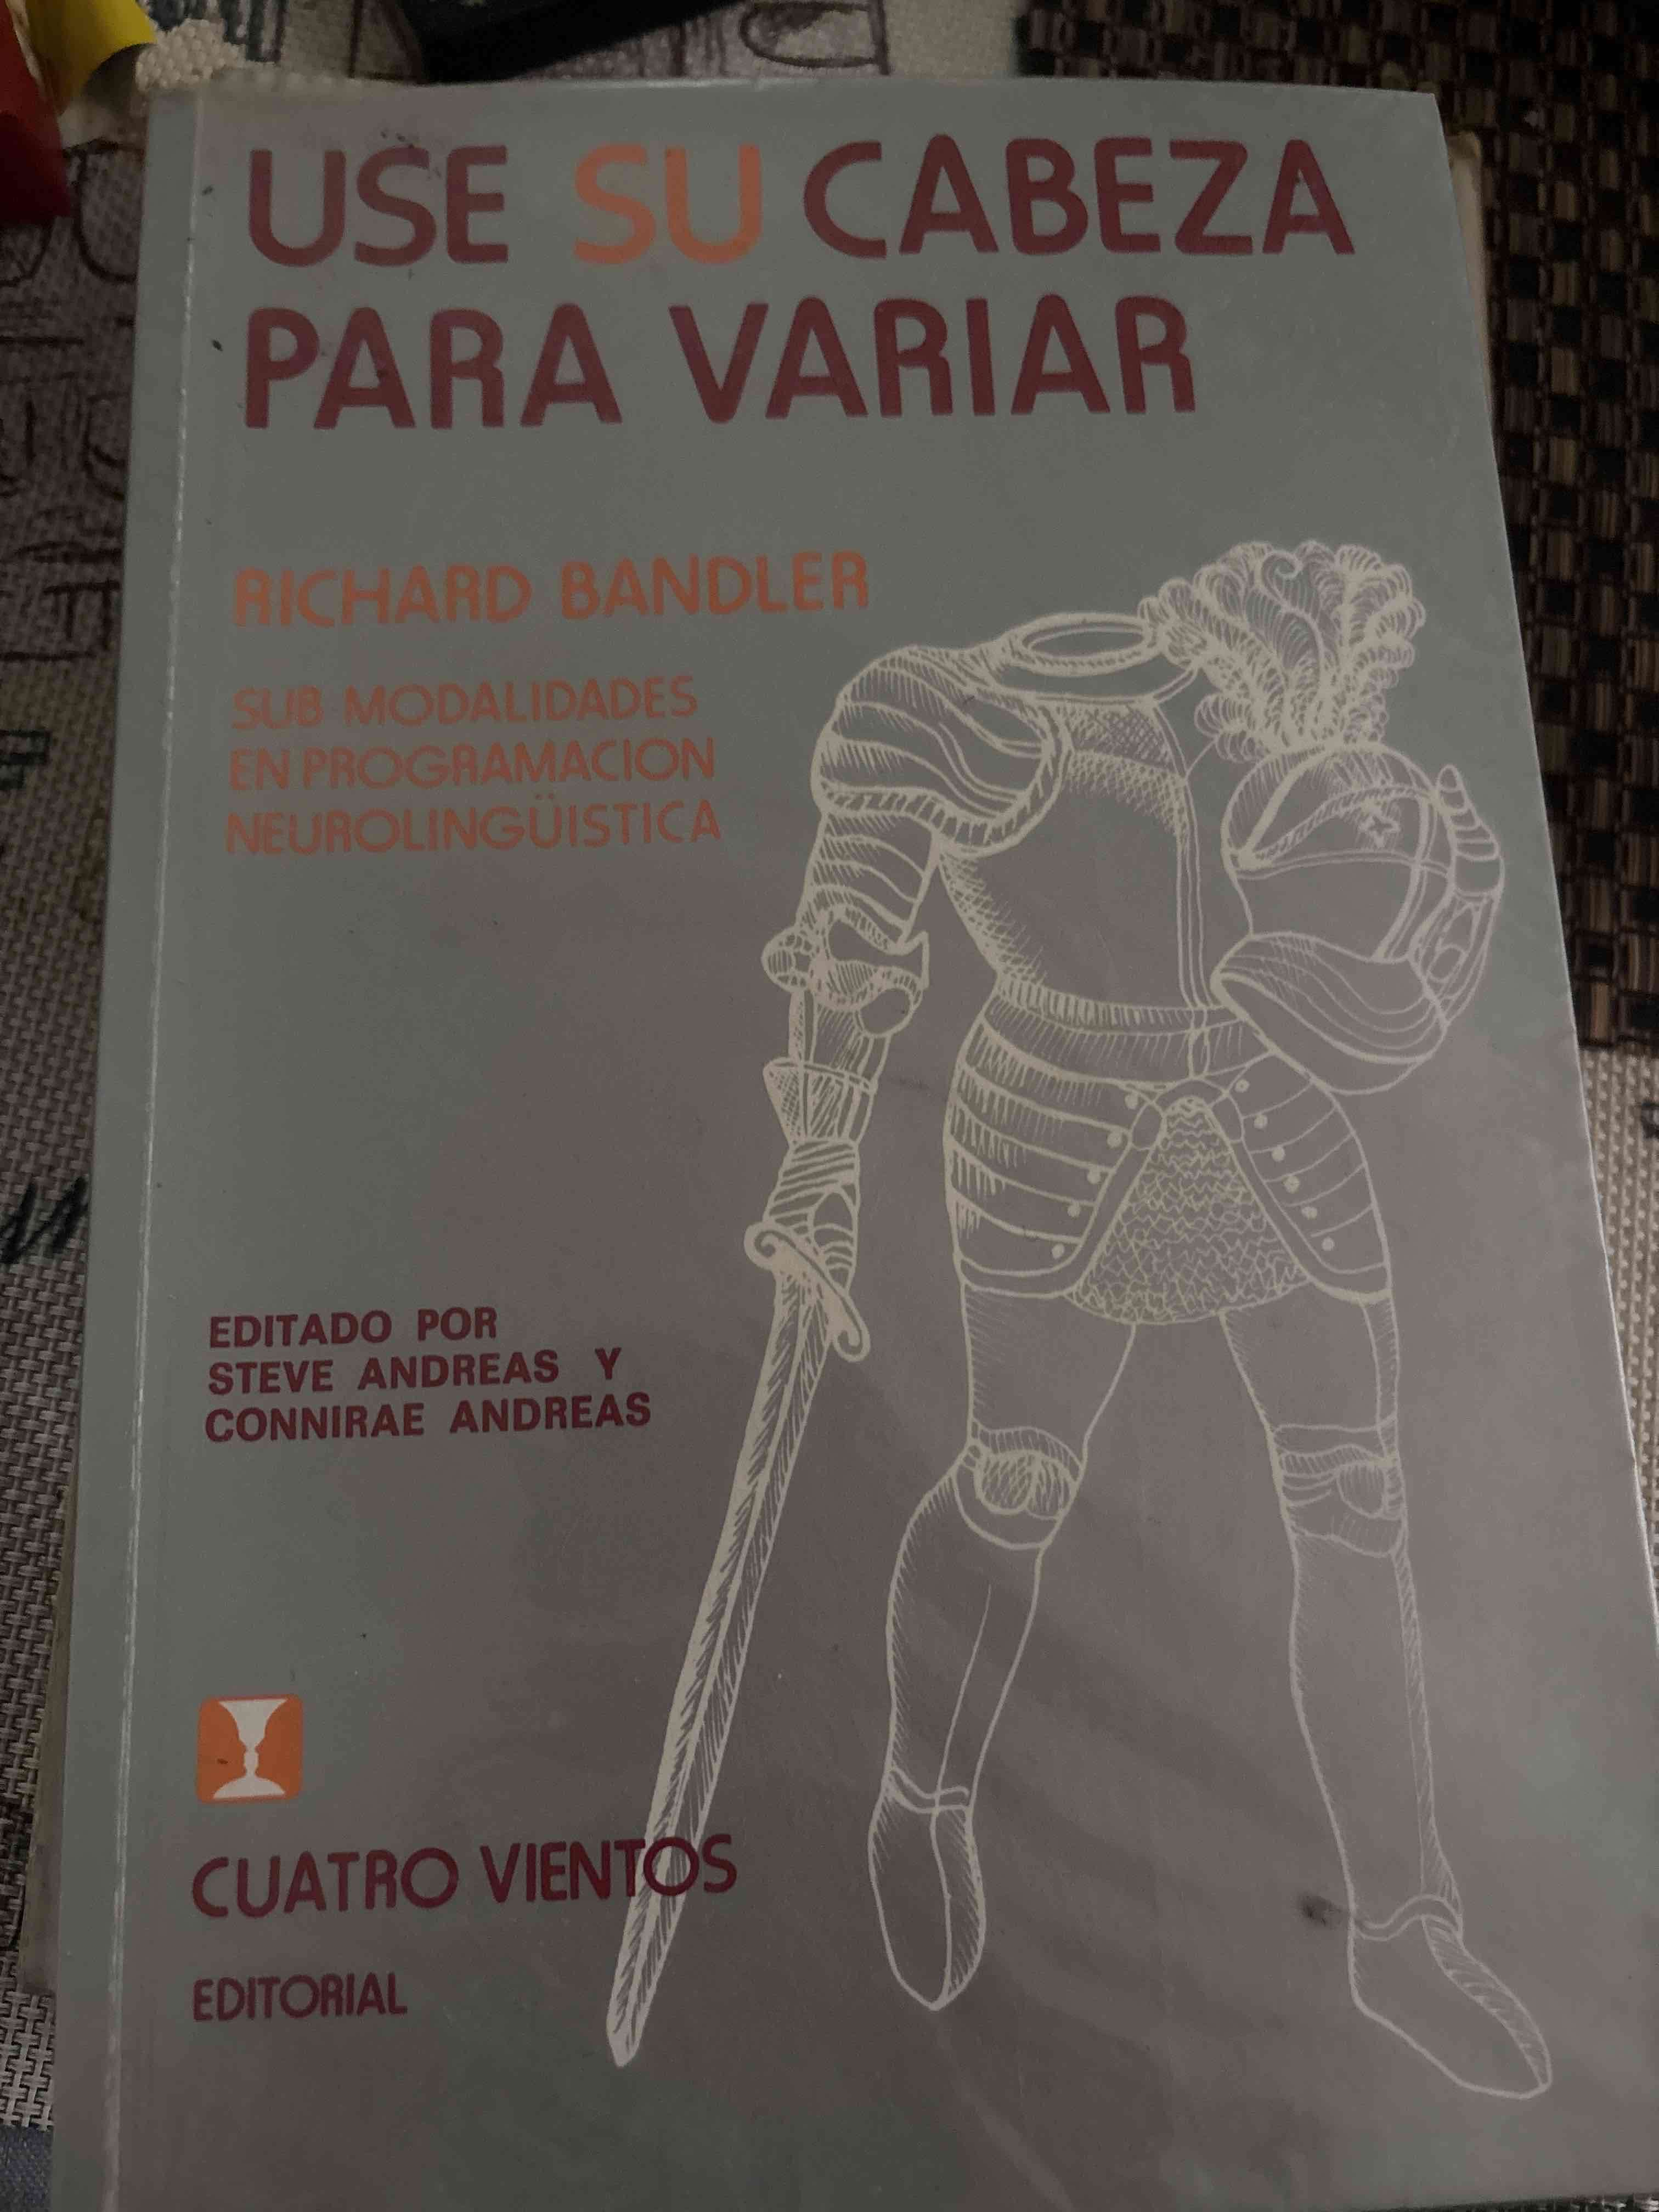 USE SU CABEZA
PARA VARIAR
RICHARD BANDLER
SUB MODALIDADES
EN PROGRAMACION
NEUROLINGÜISTICA
EDITADO POR
STEVE ANDREAS Y
CONNIRAE ANDREAS
CUATRO VIENTOS
EDITORIAL